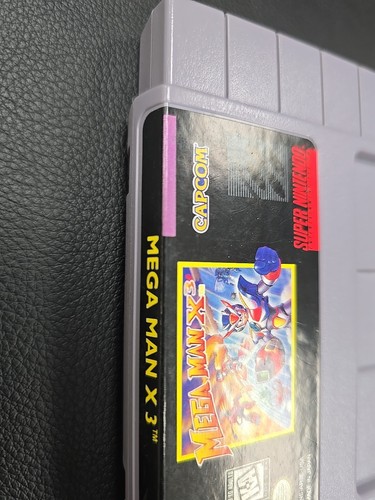 MEGA MAN X 3™
CAPCOM
SUPER NINTENDO
MEGA MAN X3